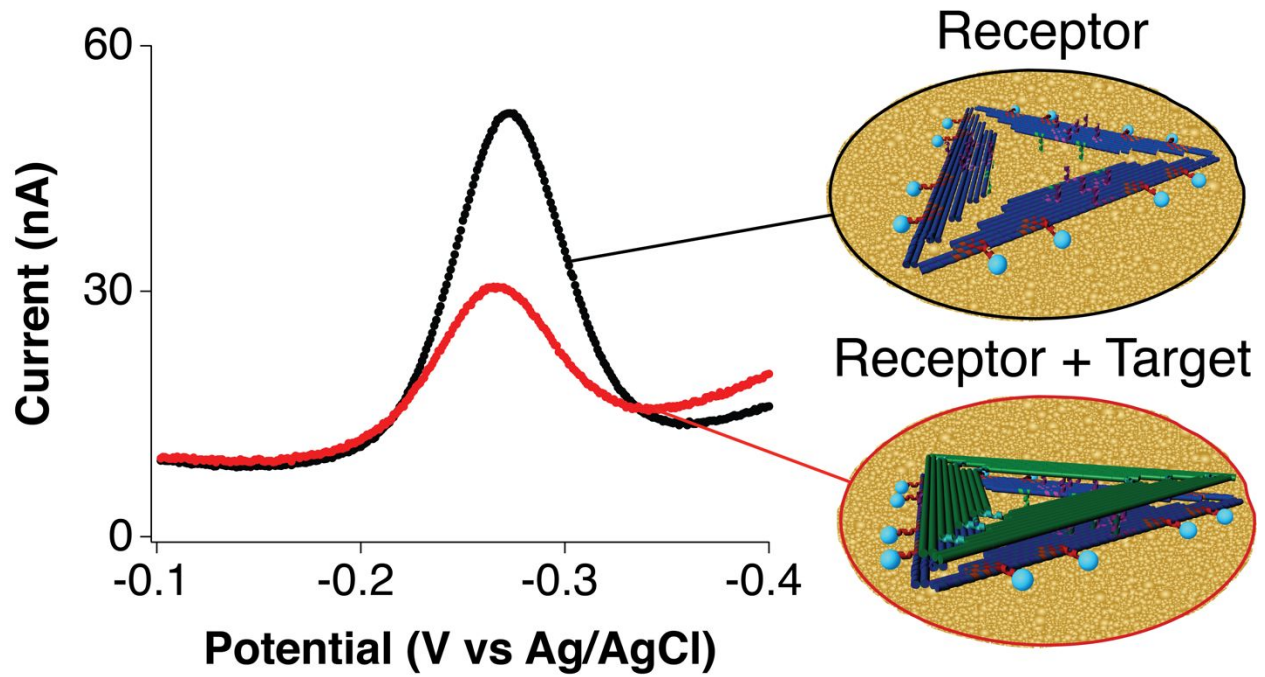 Receptor
60
30
0
Current (nA)
Receptor + Target
-0.1
-0.2
-0.3
-0.4
Potential (V vs Ag/AgCl)